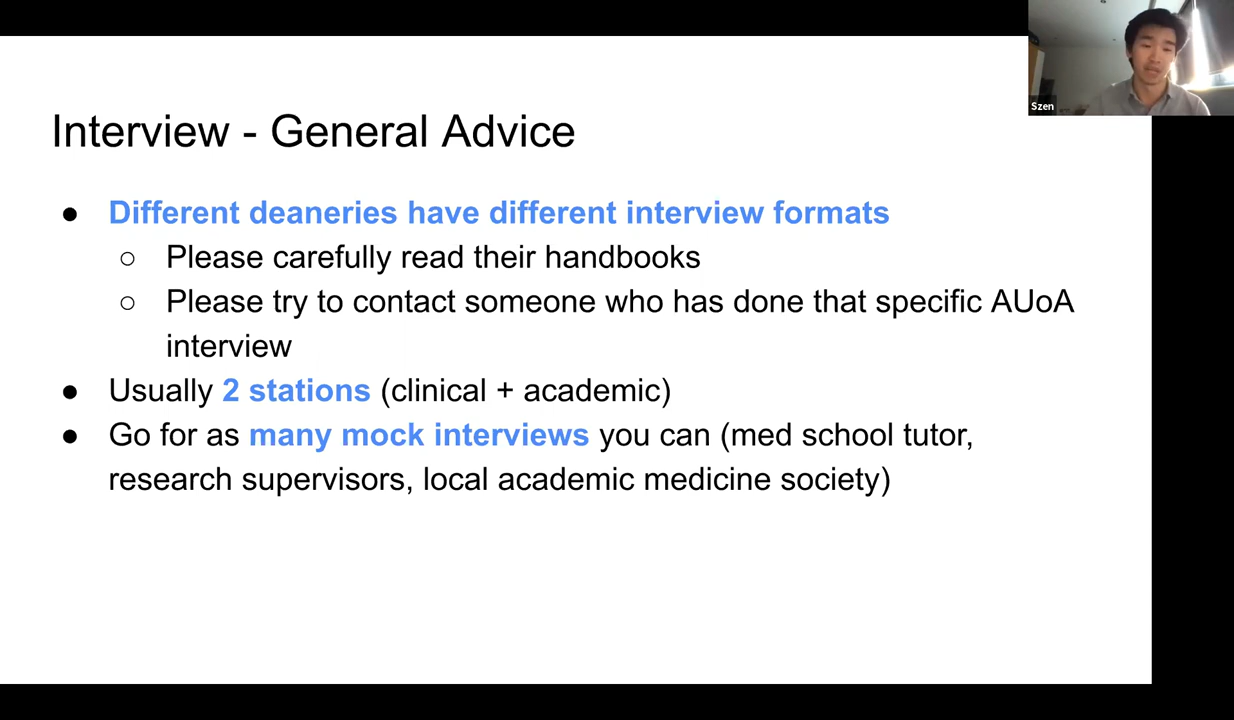 Szen
Interview - General Advice
● Different deaneries have different interview formats
○ Please carefully read their handbooks
○ Please try to contact someone who has done that specific AUoA
interview
● Usually 2 stations (clinical + academic)
● Go for as many mock interviews you can (med school tutor,
research supervisors, local academic medicine society)